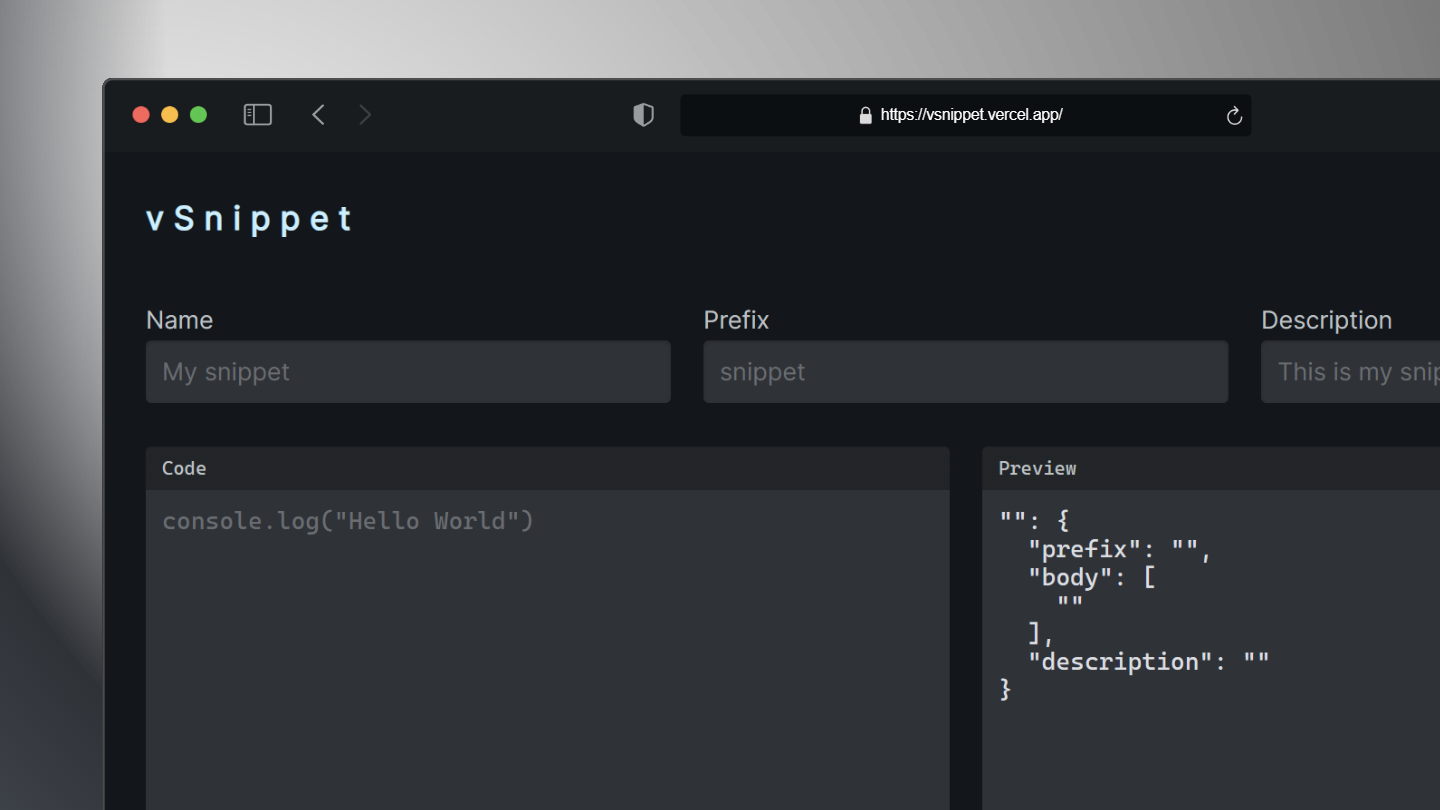 https://vsnippet.vercel.app/
vSnippet
Name
Prefix
Description
My snippet
snippet
This is my snip
Code
Preview
console.log("Hello World")
"": {
  "prefix": "",
  "body": [
    ""
  ],
  "description": ""
}